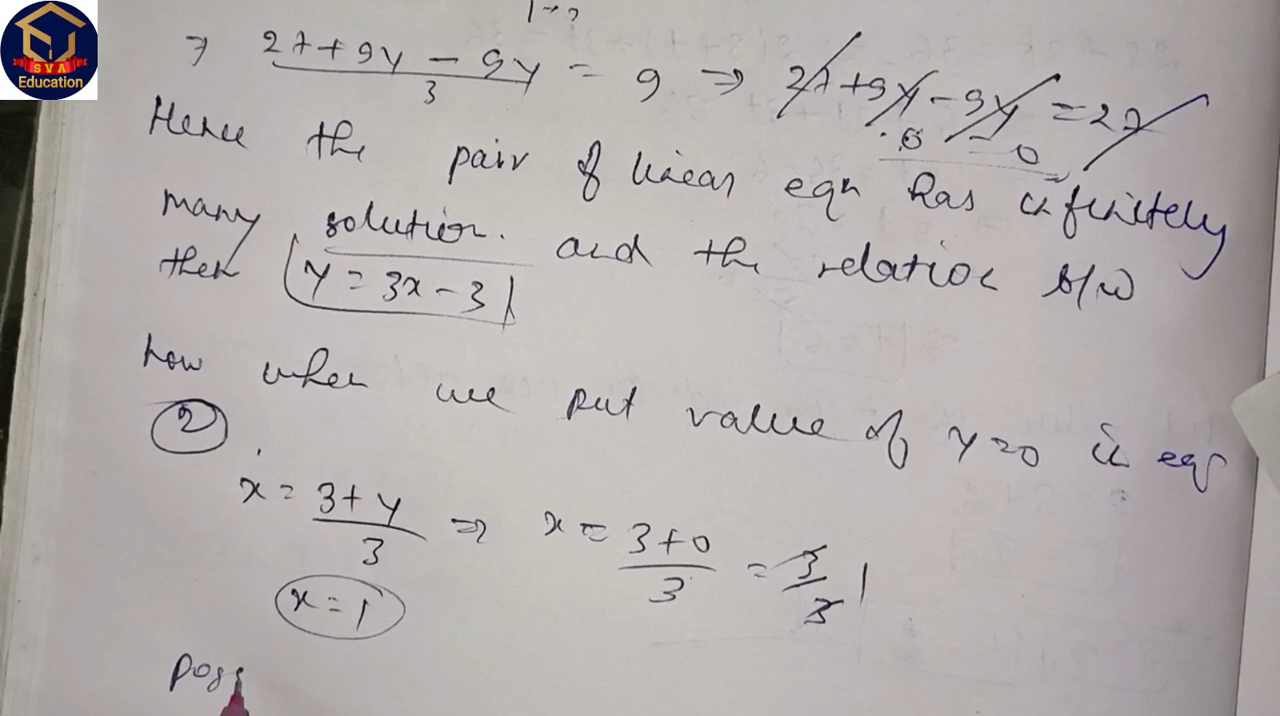 SVA
Education
⇒ 27+9y − 9y / 3 = 9 ⇒ 27+9y−9y = 27
0 = 0
Hence the pair of linear eqn has infinitely
many solution. and the relation b/w
then y = 3x − 3
now when we put value of y=0 in eqn
②
x = 3+y / 3 ⇒ x = 3+0 / 3 = 3/3 1
x = 1
poss